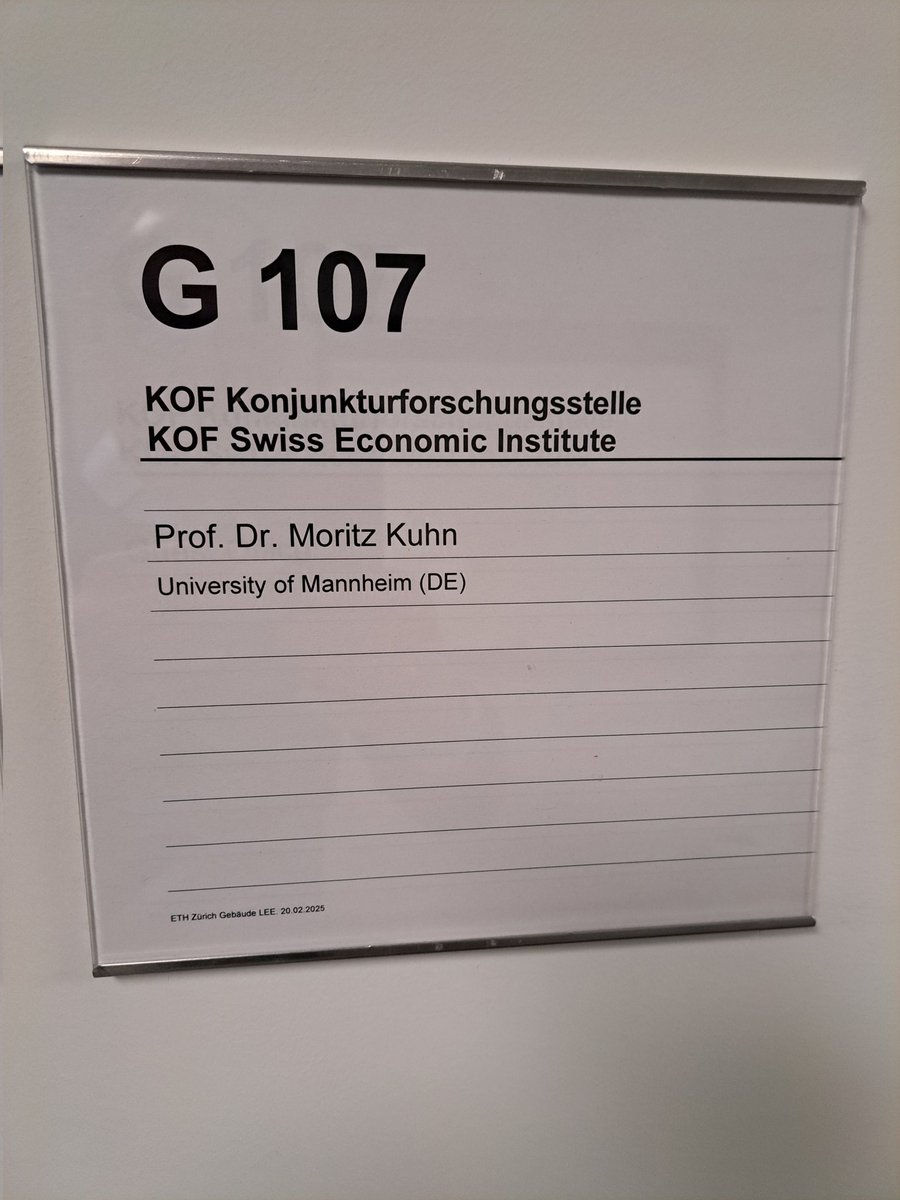 G 107
KOF Konjunkturforschungsstelle
KOF Swiss Economic Institute
Prof. Dr. Moritz Kuhn
University of Mannheim (DE)
ETH Zürich Gebäude LEE. 20.02.2025